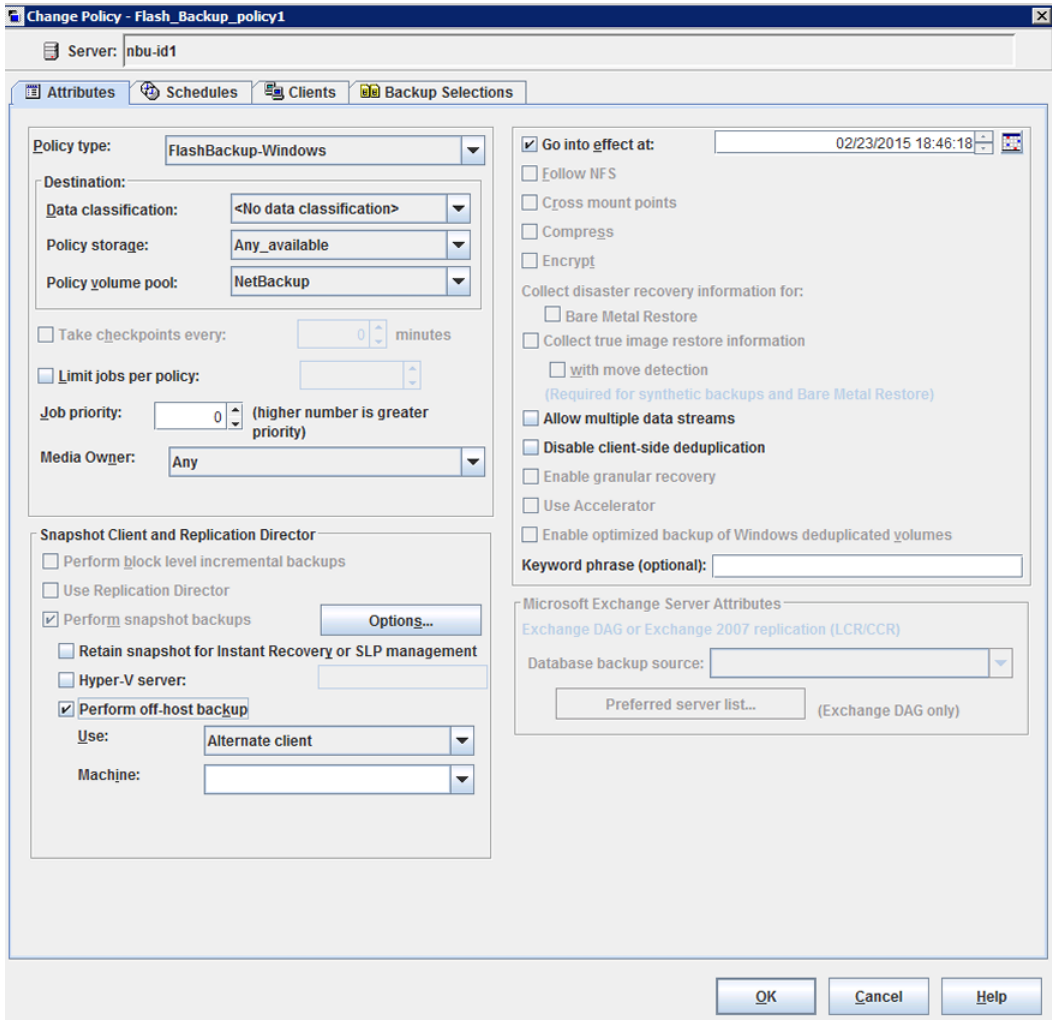 Change Policy - Flash_Backup_policy1
Server: nbu-id1
Attributes
Schedules
Clients
Backup Selections
Policy type: FlashBackup-Windows
Destination:
Data classification: <No data classification>
Policy storage: Any_available
Policy volume pool: NetBackup
Take checkpoints every: 0 minutes
Limit jobs per policy:
Job priority: 0 (higher number is greater
priority)
Media Owner: Any
Snapshot Client and Replication Director
Perform block level incremental backups
Use Replication Director
Perform snapshot backups Options...
Retain snapshot for Instant Recovery or SLP management
Hyper-V server:
Perform off-host backup
Use: Alternate client
Machine:
Go into effect at: 02/23/2015 18:46:18
Follow NFS
Cross mount points
Compress
Encrypt
Collect disaster recovery information for:
Bare Metal Restore
Collect true image restore information
with move detection
(Required for synthetic backups and Bare Metal Restore)
Allow multiple data streams
Disable client-side deduplication
Enable granular recovery
Use Accelerator
Enable optimized backup of Windows deduplicated volumes
Keyword phrase (optional):
Microsoft Exchange Server Attributes
Exchange DAG or Exchange 2007 replication (LCR/CCR)
Database backup source:
Preferred server list... (Exchange DAG only)
OK
Cancel
Help